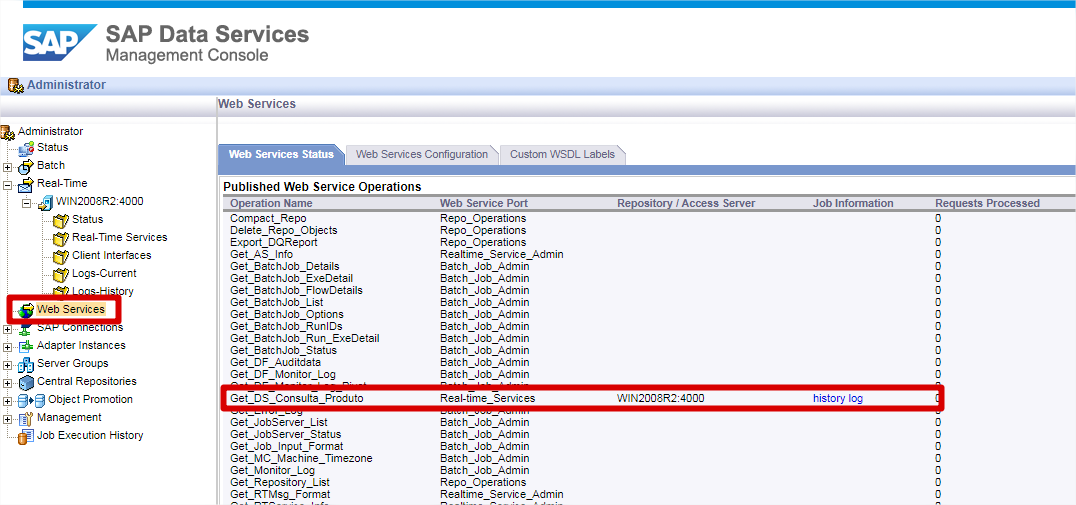 SAP
SAP Data Services
Management Console
Administrator
Web Services
Administrator
Status
Batch
Real-Time
WIN2008R2:4000
Status
Real-Time Services
Client Interfaces
Logs-Current
Logs-History
Web Services
SAP Connections
Adapter Instances
Server Groups
Central Repositories
Object Promotion
Management
Job Execution History
Web Services Status Web Services Configuration Custom WSDL Labels
Published Web Service Operations
Operation Name Web Service Port Repository / Access Server Job Information Requests Processed
Compact_Repo Repo_Operations 0
Delete_Repo_Objects Repo_Operations 0
Export_DQReport Repo_Operations 0
Get_AS_Info Realtime_Service_Admin 0
Get_BatchJob_Details Batch_Job_Admin 0
Get_BatchJob_ExeDetail Batch_Job_Admin 0
Get_BatchJob_FlowDetails Batch_Job_Admin 0
Get_BatchJob_List Batch_Job_Admin 0
Get_BatchJob_Options Batch_Job_Admin 0
Get_BatchJob_RunIDs Batch_Job_Admin 0
Get_BatchJob_Run_ExeDetail Batch_Job_Admin 0
Get_BatchJob_Status Batch_Job_Admin 0
Get_DF_Auditdata Batch_Job_Admin 0
Get_DF_Monitor_Log Batch_Job_Admin 0
Get_DF_Monitor_Log_Pivot Batch_Job_Admin 0
Get_DS_Consulta_Produto Real-time_Services WIN2008R2:4000 history log 0
Get_Error_Log Batch_Job_Admin 0
Get_JobServer_List Batch_Job_Admin 0
Get_JobServer_Status Batch_Job_Admin 0
Get_Job_Input_Format Batch_Job_Admin 0
Get_MC_Machine_Timezone Batch_Job_Admin 0
Get_Monitor_Log Batch_Job_Admin 0
Get_Repository_List Repo_Operations 0
Get_RTMsg_Format Realtime_Service_Admin 0
Get_RTService_Info Realtime_Service_Admin 0